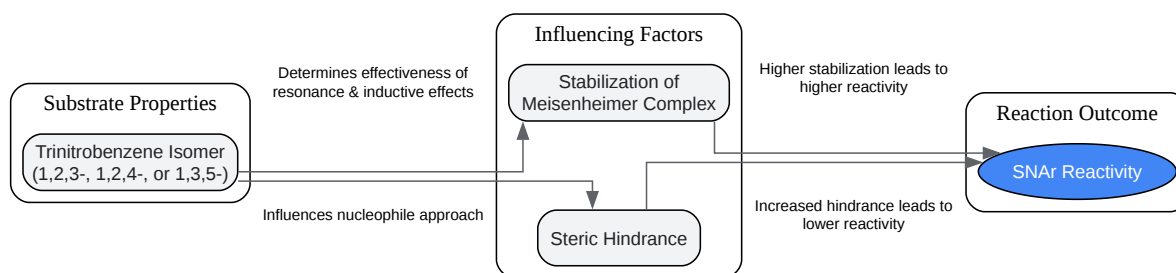 Substrate Properties
Trinitrobenzene Isomer
(1,2,3-, 1,2,4-, or 1,3,5-)
Determines effectiveness of
resonance & inductive effects
Influences nucleophile approach
Influencing Factors
Stabilization of
Meisenheimer Complex
Steric Hindrance
Higher stabilization leads to
higher reactivity
Increased hindrance leads to
lower reactivity
Reaction Outcome
SNAr Reactivity